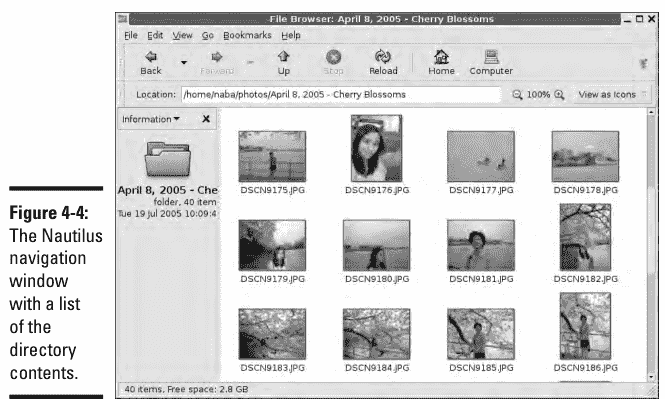 File Browser: April 8, 2005 - Cherry Blossoms
File Edit View Go Bookmarks Help
Back Forward Up Stop Reload Home Computer
Location: /home/naba/photos/April 8, 2005 - Cherry Blossoms 100% View as Icons
Information
DSCN9175.JPG DSCN9176.JPG DSCN9177.JPG DSCN9178.JPG
April 8, 2005 - Che
folder, 40 item
Tue 19 Jul 2005 10:09:4
DSCN9179.JPG DSCN9180.JPG DSCN9181.JPG DSCN9182.JPG
DSCN9183.JPG DSCN9184.JPG DSCN9185.JPG DSCN9186.JPG
40 items, Free space: 2.8 GB
Figure 4-4:
The Nautilus
navigation
window
with a list
of the
directory
contents.